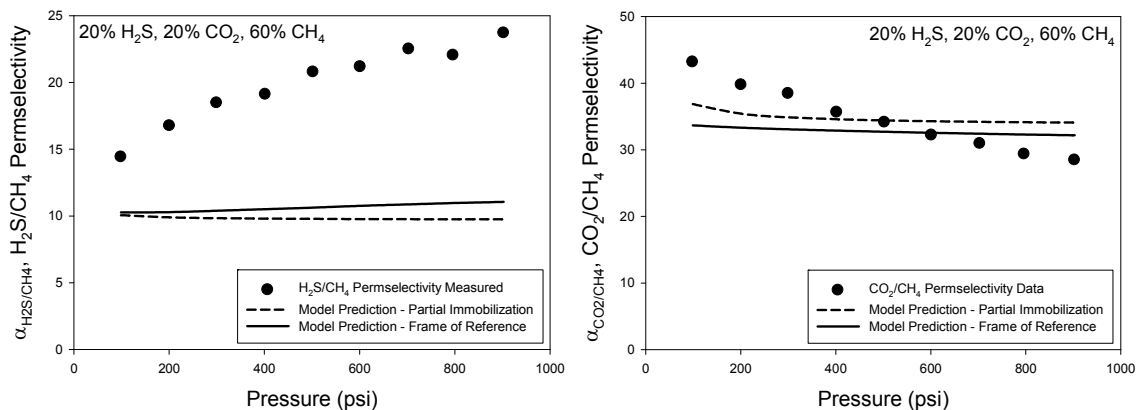 20% H₂S, 20% CO₂, 60% CH₄
α_H2S/CH4, H₂S/CH₄ Permselectivity
25
20
15
10
5
0
H₂S/CH₄ Permselectivity Measured
Model Prediction - Partial Immobilization
Model Prediction - Frame of Reference
0 200 400 600 800 1000
Pressure (psi)
20% H₂S, 20% CO₂, 60% CH₄
α_CO2/CH4, CO₂/CH₄ Permselectivity
50
40
30
20
10
0
CO₂/CH₄ Permselectivity Data
Model Prediction - Partial Immobilization
Model Prediction - Frame of Reference
0 200 400 600 800 1000
Pressure (psi)